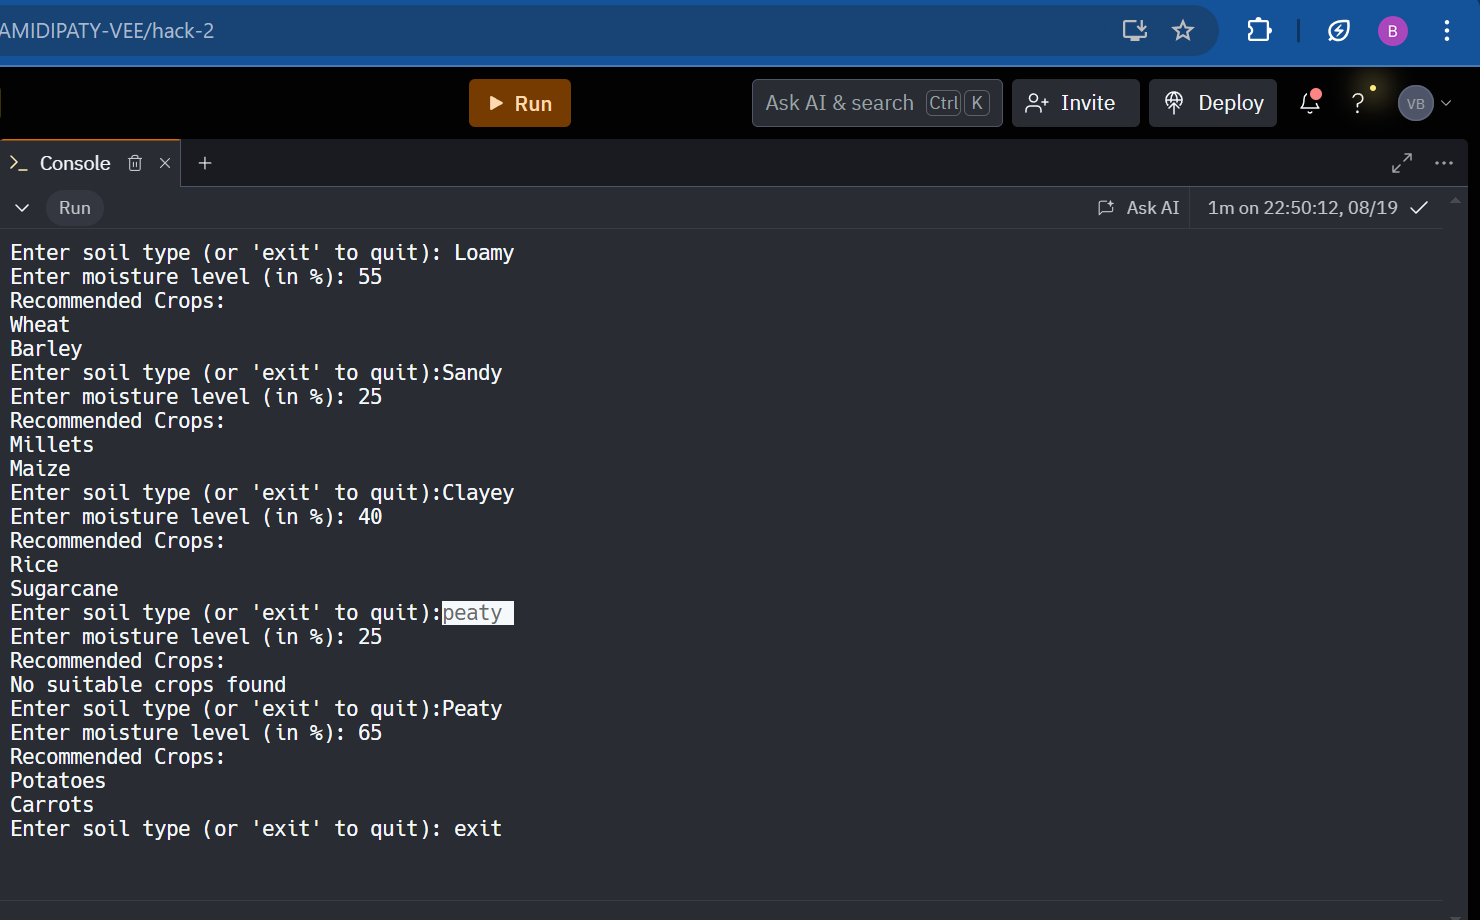 AMIDIPATY-VEE/hack-2
B
Run
Ask AI & search Ctrl K
Invite
Deploy
?
VB
Console
Run
Ask AI
1m on 22:50:12, 08/19
Enter soil type (or 'exit' to quit): Loamy
Enter moisture level (in %): 55
Recommended Crops:
Wheat
Barley
Enter soil type (or 'exit' to quit):Sandy
Enter moisture level (in %): 25
Recommended Crops:
Millets
Maize
Enter soil type (or 'exit' to quit):Clayey
Enter moisture level (in %): 40
Recommended Crops:
Rice
Sugarcane
Enter soil type (or 'exit' to quit):peaty
Enter moisture level (in %): 25
Recommended Crops:
No suitable crops found
Enter soil type (or 'exit' to quit):Peaty
Enter moisture level (in %): 65
Recommended Crops:
Potatoes
Carrots
Enter soil type (or 'exit' to quit): exit